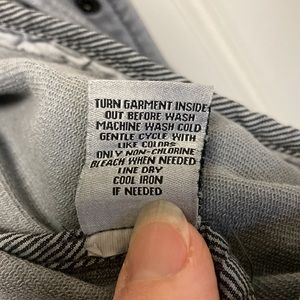 TURN GARMENT INSIDE
OUT BEFORE WASH
MACHINE WASH COLD
GENTLE CYCLE WITH
LIKE COLORS
ONLY NON-CHLORINE
BLEACH WHEN NEEDED
LINE DRY
COOL IRON
IF NEEDED